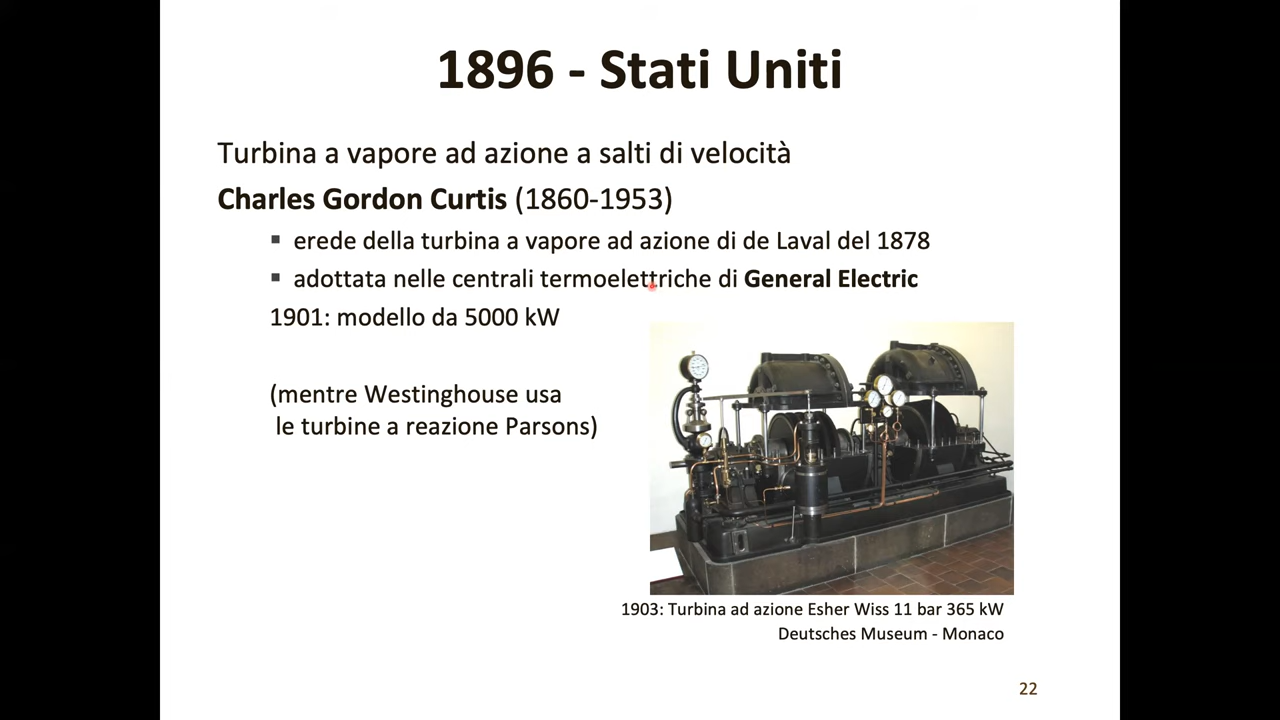 1896 - Stati Uniti
Turbina a vapore ad azione a salti di velocità
Charles Gordon Curtis (1860-1953)
▪ erede della turbina a vapore ad azione di de Laval del 1878
▪ adottata nelle centrali termoelettriche di General Electric
1901: modello da 5000 kW
(mentre Westinghouse usa
le turbine a reazione Parsons)
1903: Turbina ad azione Esher Wiss 11 bar 365 kW
Deutsches Museum - Monaco
22